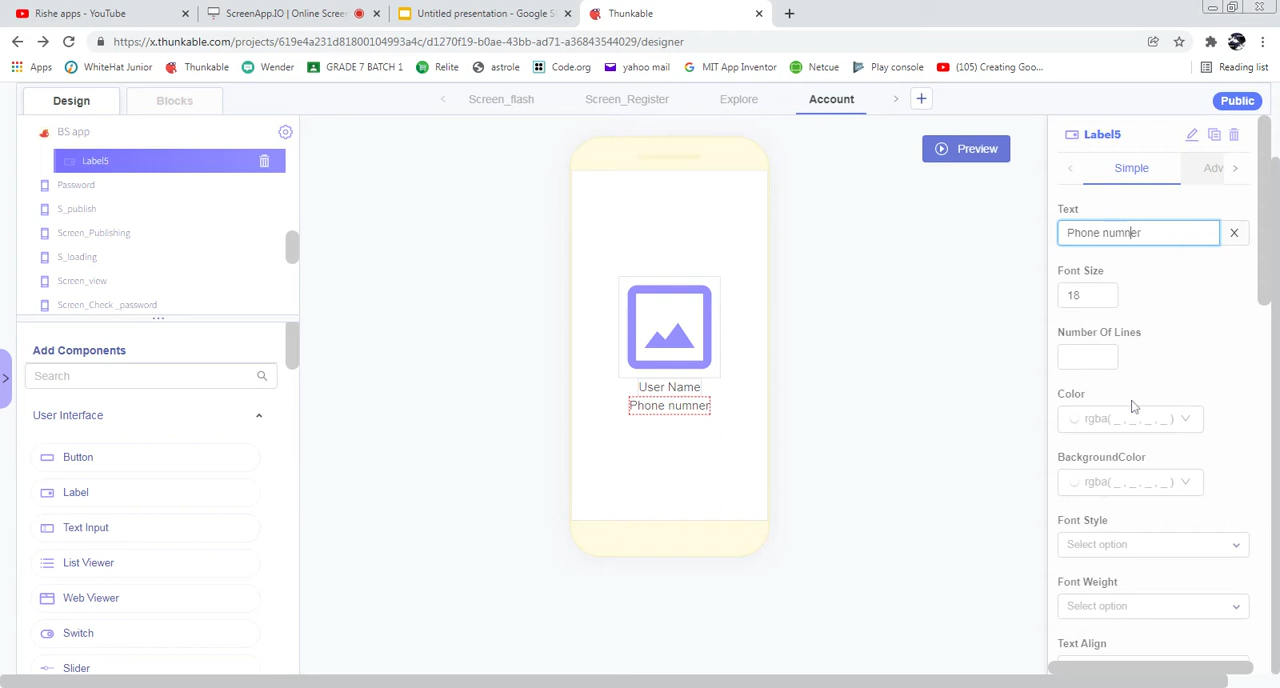 Rishe apps - YouTube
ScreenApp.IO | Online Screen
Untitled presentation - Google S
Thunkable
https://x.thunkable.com/projects/619e4a231d81800104993a4c/d1270f19-b0ae-43bb-ad71-a36843544029/designer
Apps
WhiteHat Junior
Thunkable
Wender
GRADE 7 BATCH 1
Relite
astrole
Code.org
yahoo mail
MIT App Inventor
Netcue
Play console
(105) Creating Goo...
Reading list
Design
Blocks
Screen_flash
Screen_Register
Explore
Account
Public
BS app
Label5
Password
S_publish
Screen_Publishing
S_loading
Screen_view
Screen_Check _password
Add Components
Search
User Interface
Button
Label
Text Input
List Viewer
Web Viewer
Switch
Slider
User Name
Phone numner
Preview
Label5
Simple
Adv
Text
Phone numner
X
Font Size
18
Number Of Lines
Color
rgba( _ , _ , _ , _ )
BackgroundColor
rgba( _ , _ , _ , _ )
Font Style
Select option
Font Weight
Select option
Text Align